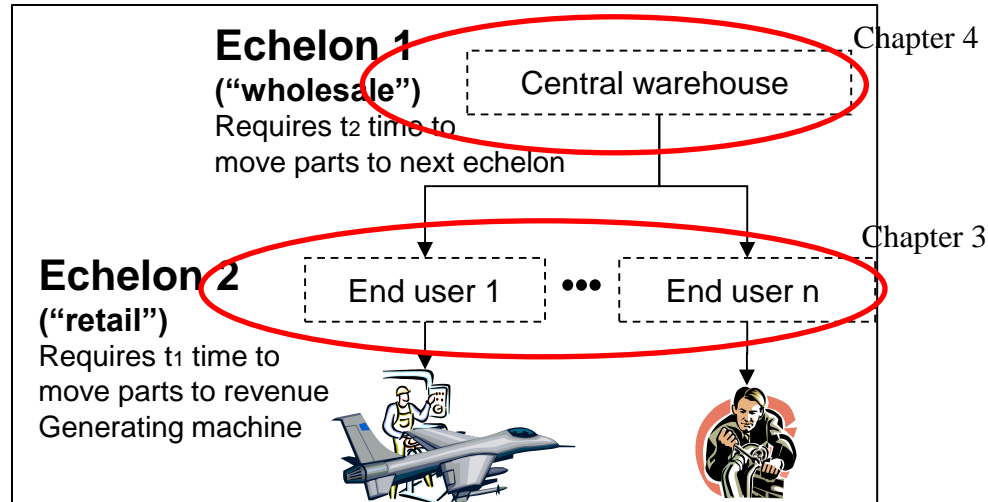 Echelon 1
(“wholesale”)
Requires t2 time to
move parts to next echelon
Central warehouse
Chapter 4
Chapter 3
Echelon 2
(“retail”)
Requires t1 time to
move parts to revenue
Generating machine
End user 1
•••
End user n